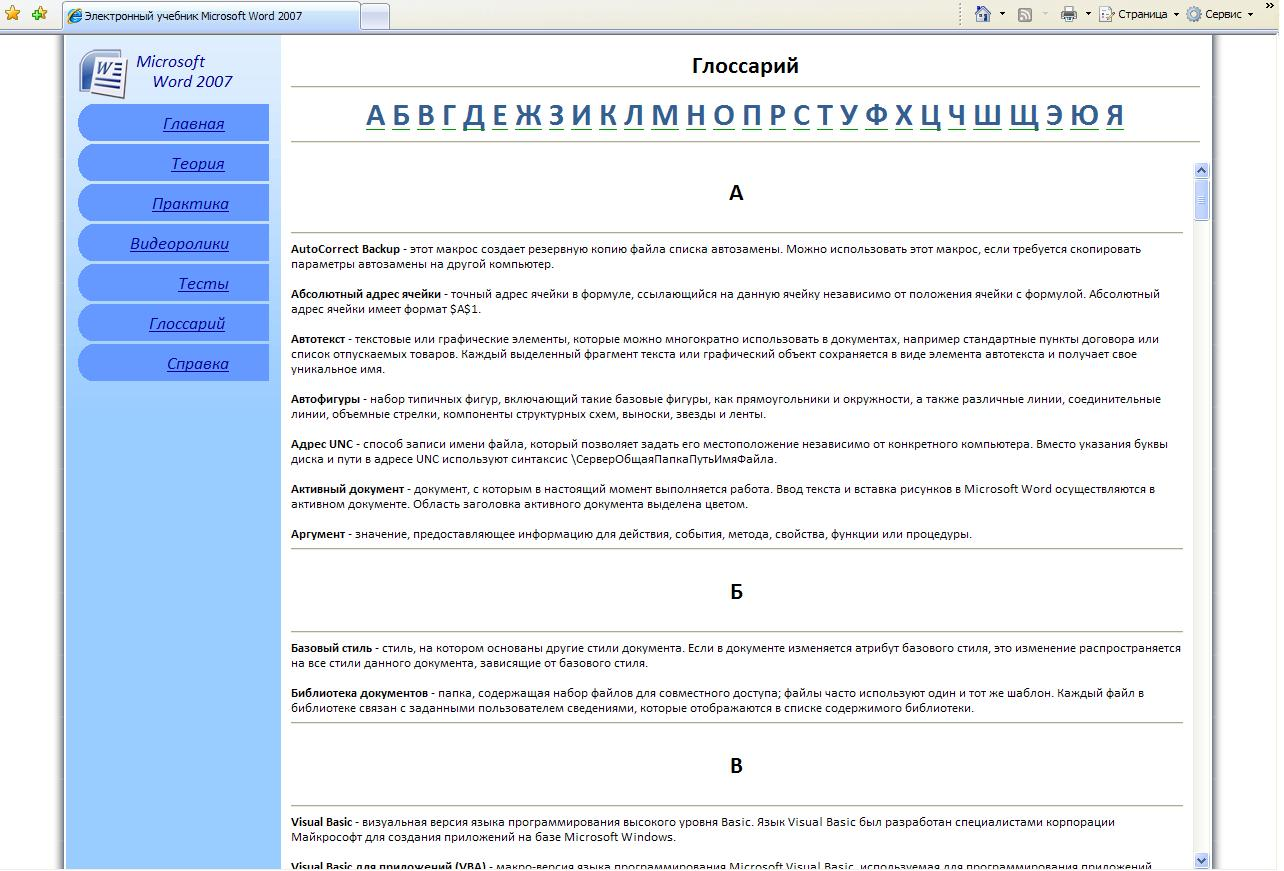 Электронный учебник Microsoft Word 2007
Страница
Сервис
»
Microsoft
Word 2007
Главная
Теория
Практика
Видеоролики
Тесты
Глоссарий
Справка
Глоссарий
А Б В Г Д Е Ж З И К Л М Н О П Р С Т У Ф Х Ц Ч Ш Щ Э Ю Я
А
AutoCorrect Backup - этот макрос создает резервную копию файла списка автозамены. Можно использовать этот макрос, если требуется скопировать
параметры автозамены на другой компьютер.
Абсолютный адрес ячейки - точный адрес ячейки в формуле, ссылающийся на данную ячейку независимо от положения ячейки с формулой. Абсолютный
адрес ячейки имеет формат $A$1.
Автотекст - текстовые или графические элементы, которые можно многократно использовать в документах, например стандартные пункты договора или
список отпускаемых товаров. Каждый выделенный фрагмент текста или графический объект сохраняется в виде элемента автотекста и получает свое
уникальное имя.
Автофигуры - набор типичных фигур, включающий такие базовые фигуры, как прямоугольники и окружности, а также различные линии, соединительные
линии, объемные стрелки, компоненты структурных схем, выноски, звезды и ленты.
Адрес UNC - способ записи имени файла, который позволяет задать его местоположение независимо от конкретного компьютера. Вместо указания буквы
диска и пути в адресе UNC используют синтаксис \СерверОбщаяПапкаПутьИмяФайла.
Активный документ - документ, с которым в настоящий момент выполняется работа. Ввод текста и вставка рисунков в Microsoft Word осуществляются в
активном документе. Область заголовка активного документа выделена цветом.
Аргумент - значение, предоставляющее информацию для действия, события, метода, свойства, функции или процедуры.
Б
Базовый стиль - стиль, на котором основаны другие стили документа. Если в документе изменяется атрибут базового стиля, это изменение распространяется
на все стили данного документа, зависящие от базового стиля.
Библиотека документов - папка, содержащая набор файлов для совместного доступа; файлы часто используют один и тот же шаблон. Каждый файл в
библиотеке связан с заданными пользователем сведениями, которые отображаются в списке содержимого библиотеки.
В
Visual Basic - визуальная версия языка программирования высокого уровня Basic. Язык Visual Basic был разработан специалистами корпорации
Майкрософт для создания приложений на базе Microsoft Windows.
Visual Basic для приложений (VBA) - макро-версия языка программирования Microsoft Visual Basic, используемая для программирования приложений